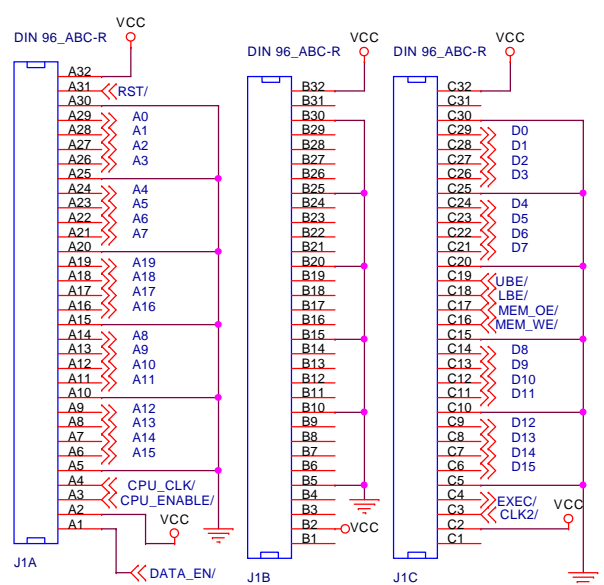 VCC VCC VCC
DIN 96_ABC-R DIN 96_ABC-R DIN 96_ABC-R
A32
A31 RST/
A30
A29 A0
A28 A1
A27 A2
A26 A3
A25
A24 A4
A23 A5
A22 A6
A21 A7
A20
A19 A19
A18 A18
A17 A17
A16 A16
A15
A14 A8
A13 A9
A12 A10
A11 A11
A10
A9 A12
A8 A13
A7 A14
A6 A15
A5
A4 CPU_CLK/
A3 CPU_ENABLE/
A2 VCC
A1
DATA_EN/
J1A
B32
B31
B30
B29
B28
B27
B26
B25
B24
B23
B22
B21
B20
B19
B18
B17
B16
B15
B14
B13
B12
B11
B10
B9
B8
B7
B6
B5
B4
B3
B2 VCC
B1
J1B
C32
C31
C30
C29 D0
C28 D1
C27 D2
C26 D3
C25
C24 D4
C23 D5
C22 D6
C21 D7
C20
C19 UBE/
C18 LBE/
C17 MEM_OE/
C16 MEM_WE/
C15
C14 D8
C13 D9
C12 D10
C11 D11
C10
C9 D12
C8 D13
C7 D14
C6 D15
C5
C4 EXEC/
C3 CLK2/
C2 VCC
C1
J1C